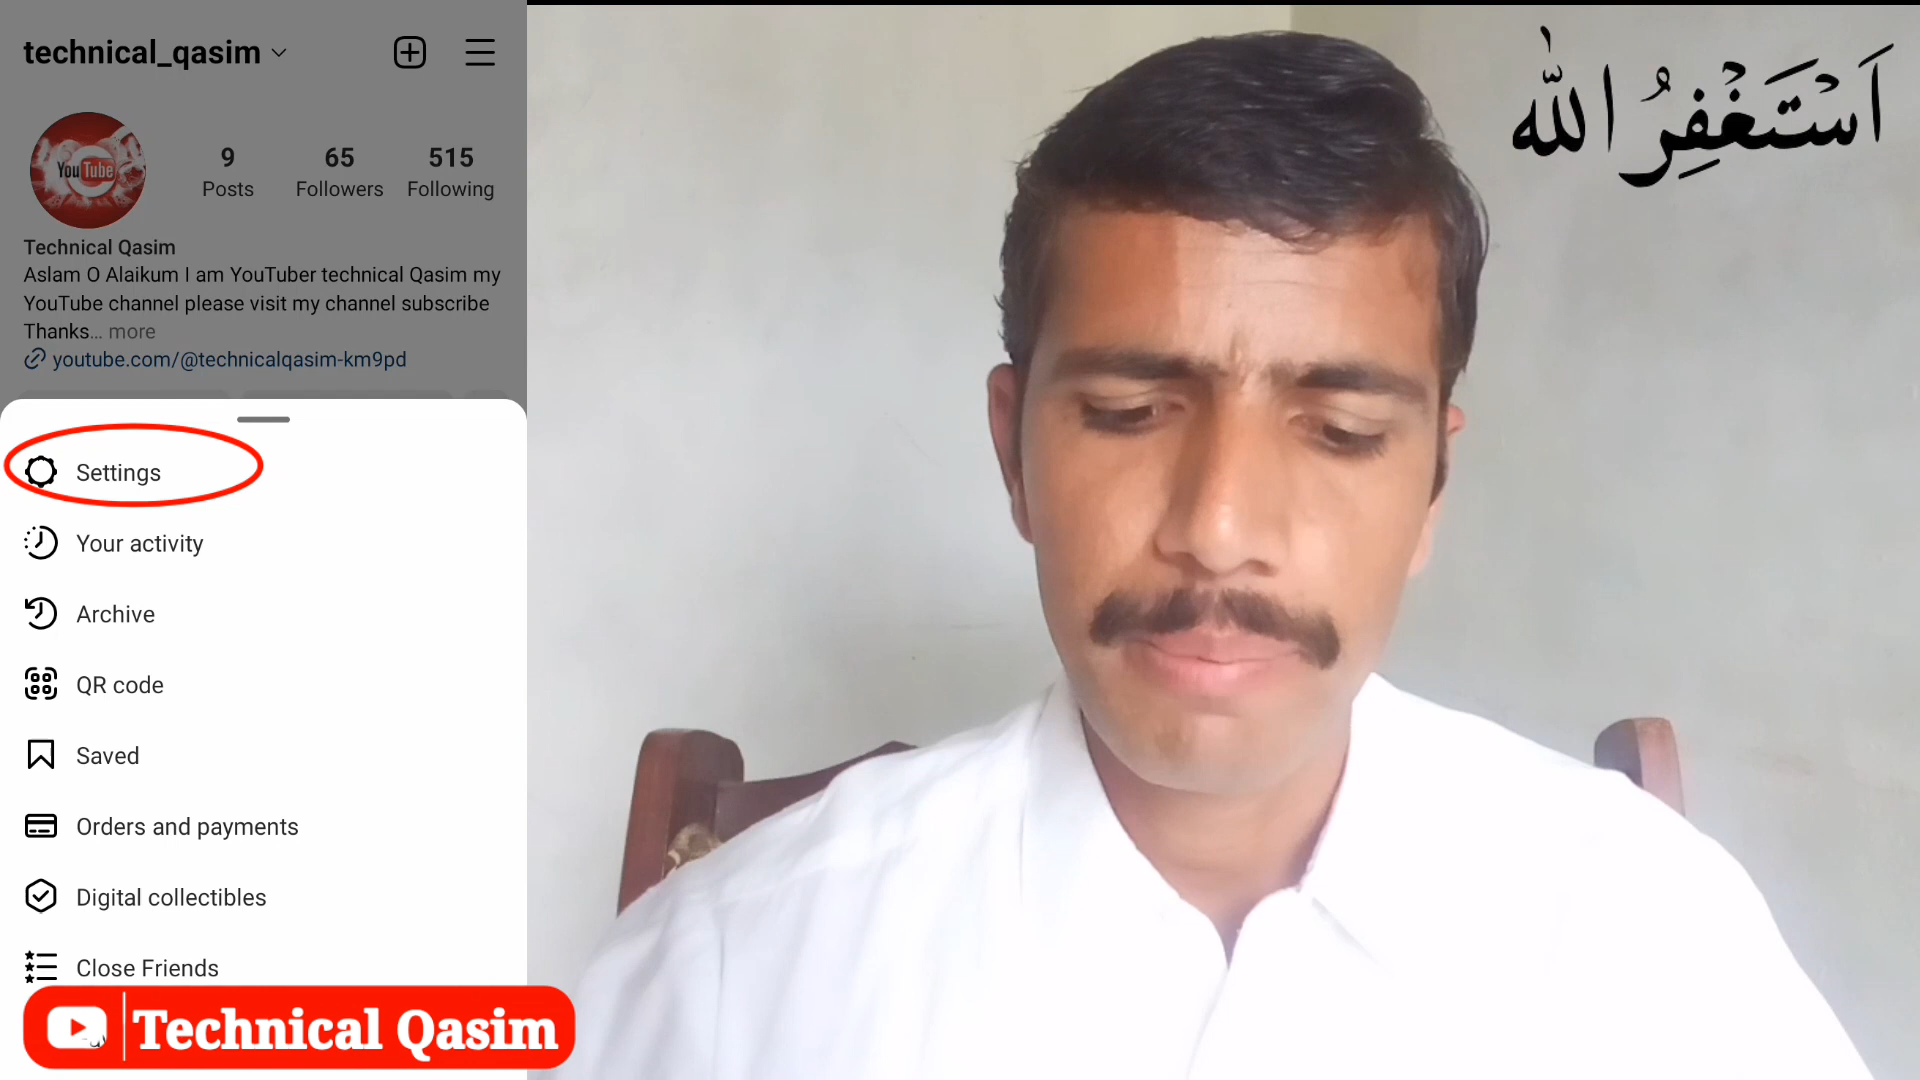 technical_qasim
9
Posts
65
Followers
515
Following
YouTube
Technical Qasim
Aslam O Alaikum I am YouTuber technical Qasim my
YouTube channel please visit my channel subscribe
Thanks... more
youtube.com/@technicalqasim-km9pd
Settings
Your activity
Archive
QR code
Saved
Orders and payments
Digital collectibles
Close Friends
Technical Qasim
اَسْتَغْفِرُ اللّٰه